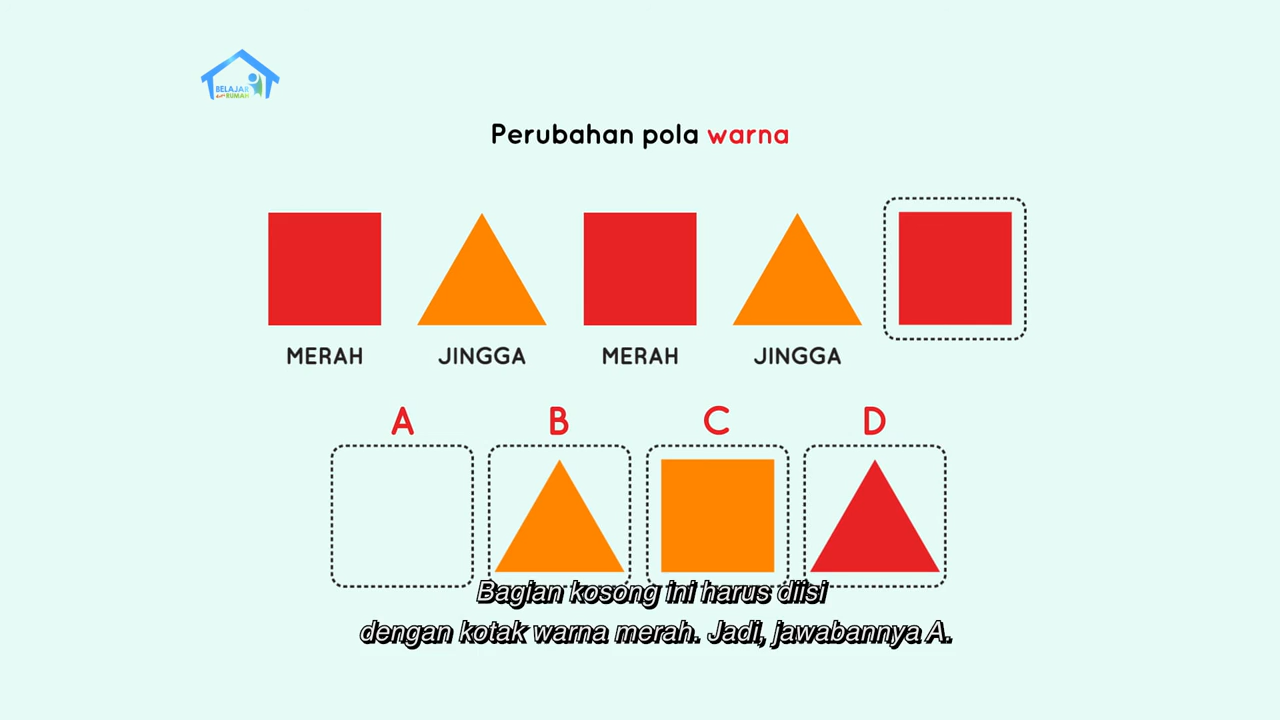 BELAJAR
dari RUMAH
Perubahan pola warna
MERAH JINGGA MERAH JINGGA
A B C D
Bagian kosong ini harus diisi
dengan kotak warna merah. Jadi, jawabannya A.